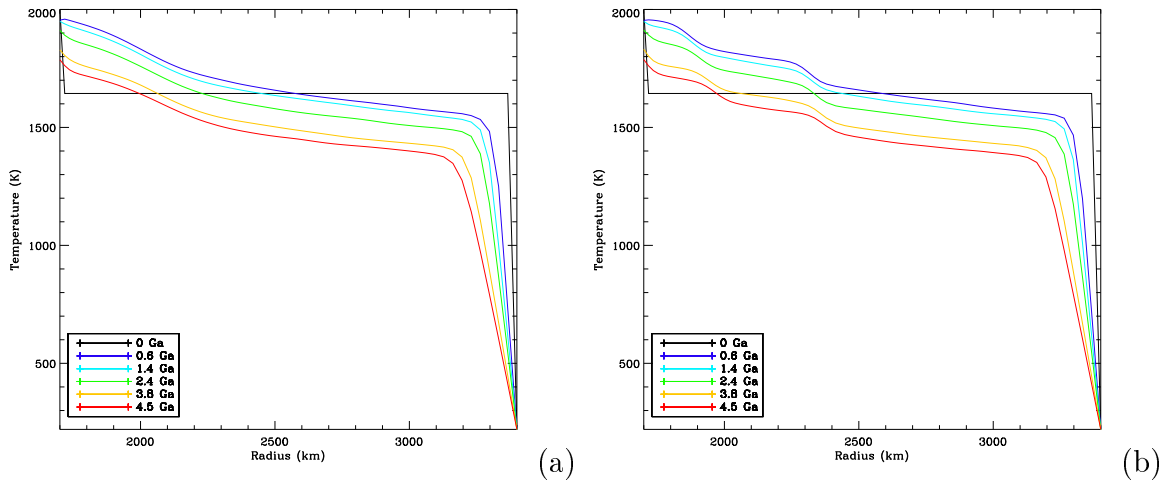 2000
1500
1000
500
Temperature (K)
2000
2500
3000
Radius (km)
0 Ga
0.6 Ga
1.4 Ga
2.4 Ga
3.8 Ga
4.5 Ga
(a)
2000
1500
1000
500
Temperature (K)
2000
2500
3000
Radius (km)
0 Ga
0.6 Ga
1.4 Ga
2.4 Ga
3.8 Ga
4.5 Ga
(b)